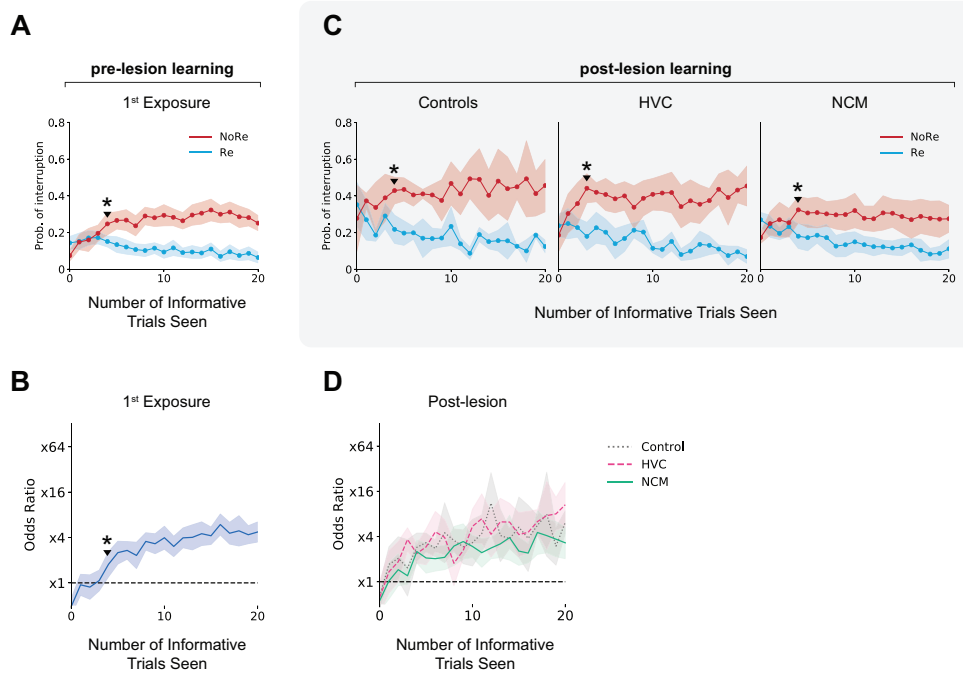 A
pre-lesion learning
1st Exposure
NoRe
Re
Prob. of interruption
0.8
0.6
0.4
0.2
0
*
0 10 20
Number of Informative
Trials Seen
C
post-lesion learning
Controls HVC NCM
NoRe
Re
Prob. of interruption
0.8
0.6
0.4
0.2
0
* * *
0 10 20 0 10 20 0 10 20
Number of Informative Trials Seen
B
1st Exposure
Odds Ratio
x64
x16
x4
x1
*
0 10 20
Number of Informative
Trials Seen
D
Post-lesion
Control
HVC
NCM
Odds Ratio
x64
x16
x4
x1
0 10 20
Number of Informative
Trials Seen